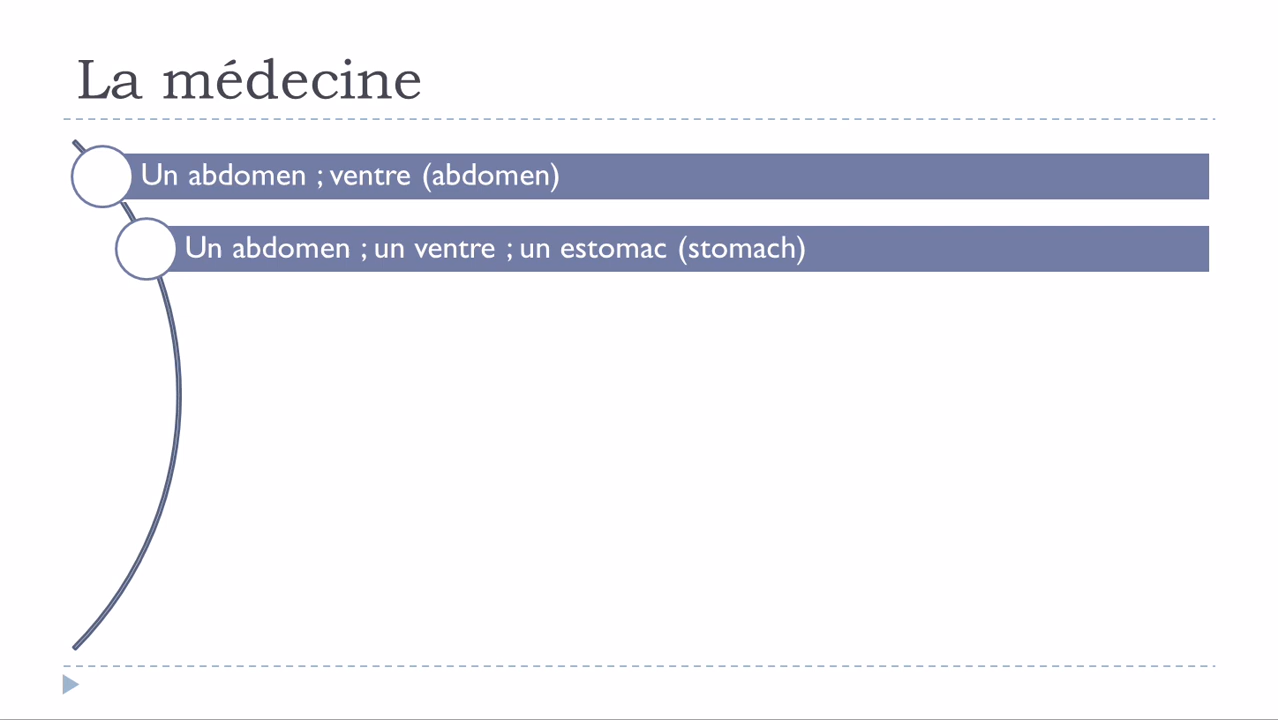 La médecine
Un abdomen ; ventre (abdomen)
Un abdomen ; un ventre ; un estomac (stomach)